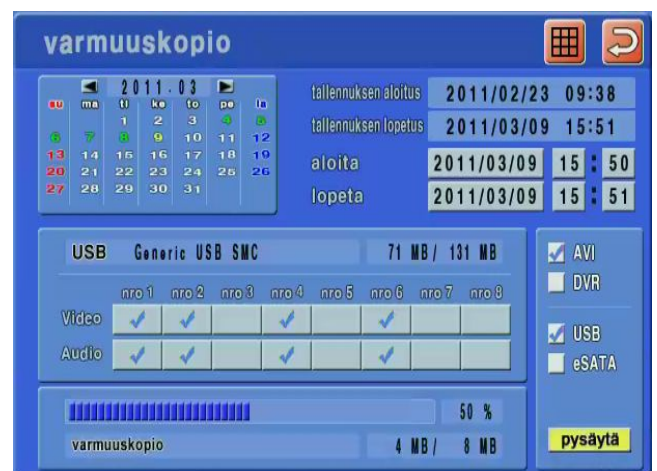 varmuuskopio
2011.03
su ma ti ke to pe la
1 2 3 4 5
6 7 8 9 10 11 12
13 14 15 16 17 18 19
20 21 22 23 24 25 26
27 28 29 30 31
tallennuksen aloitus 2011/02/23 09:38
tallennuksen lopetus 2011/03/09 15:51
aloita 2011/03/09 15 : 50
lopeta 2011/03/09 15 : 51
USB Generic USB SMC 71 MB / 131 MB
nro 1 nro 2 nro 3 nro 4 nro 5 nro 6 nro 7 nro 8
Video
Audio
AVI
DVR
USB
eSATA
50 %
varmuuskopio 4 MB / 8 MB
pysäytä